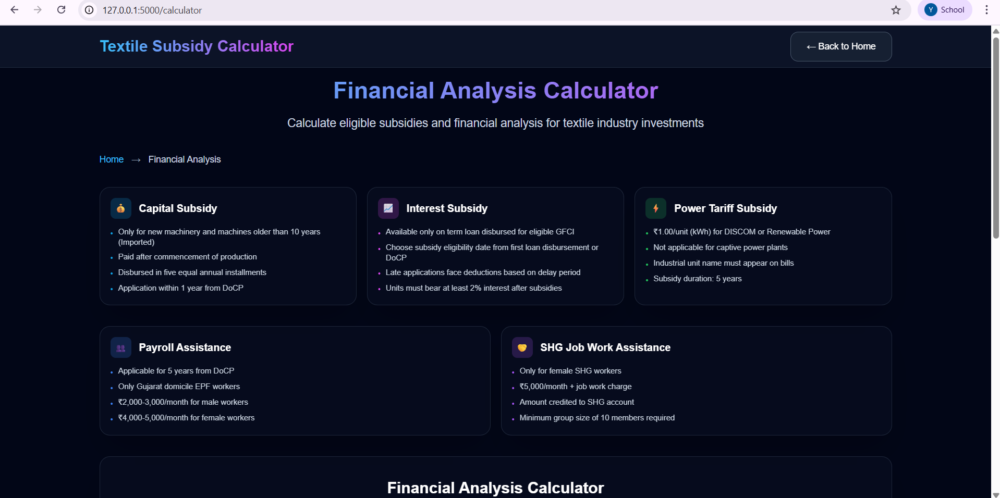 127.0.0.1:5000/calculator
Y School
Textile Subsidy Calculator
← Back to Home
Financial Analysis Calculator
Calculate eligible subsidies and financial analysis for textile industry investments
Home → Financial Analysis
Capital Subsidy
• Only for new machinery and machines older than 10 years
(Imported)
• Paid after commencement of production
• Disbursed in five equal annual installments
• Application within 1 year from DoCP
Interest Subsidy
• Available only on term loan disbursed for eligible GFCI
• Choose subsidy eligibility date from first loan disbursement or
DoCP
• Late applications face deductions based on delay period
• Units must bear at least 2% interest after subsidies
Power Tariff Subsidy
• ₹1.00/unit (kWh) for DISCOM or Renewable Power
• Not applicable for captive power plants
• Industrial unit name must appear on bills
• Subsidy duration: 5 years
Payroll Assistance
• Applicable for 5 years from DoCP
• Only Gujarat domicile EPF workers
• ₹2,000-3,000/month for male workers
• ₹4,000-5,000/month for female workers
SHG Job Work Assistance
• Only for female SHG workers
• ₹5,000/month + job work charge
• Amount credited to SHG account
• Minimum group size of 10 members required
Financial Analysis Calculator